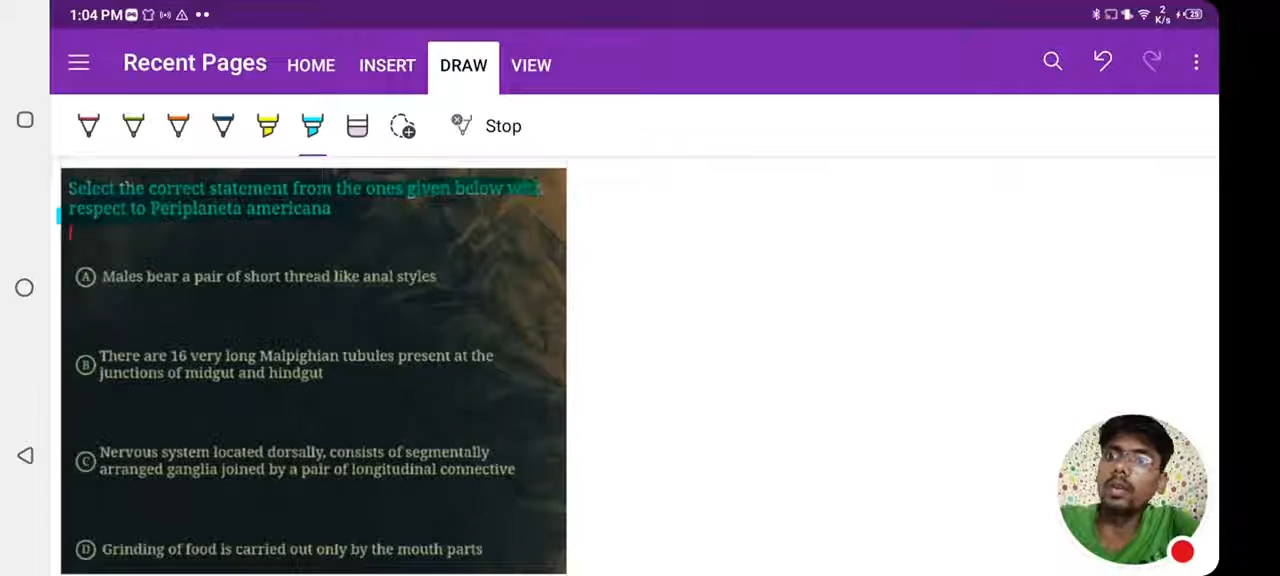 1:04 PM
2
K/s
25
Recent Pages
HOME
INSERT
DRAW
VIEW
Stop
Select the correct statement from the ones given below with
respect to Periplaneta americana
A Males bear a pair of short thread like anal styles
B There are 16 very long Malpighian tubules present at the
junctions of midgut and hindgut
C Nervous system located dorsally, consists of segmentally
arranged ganglia joined by a pair of longitudinal connective
D Grinding of food is carried out only by the mouth parts